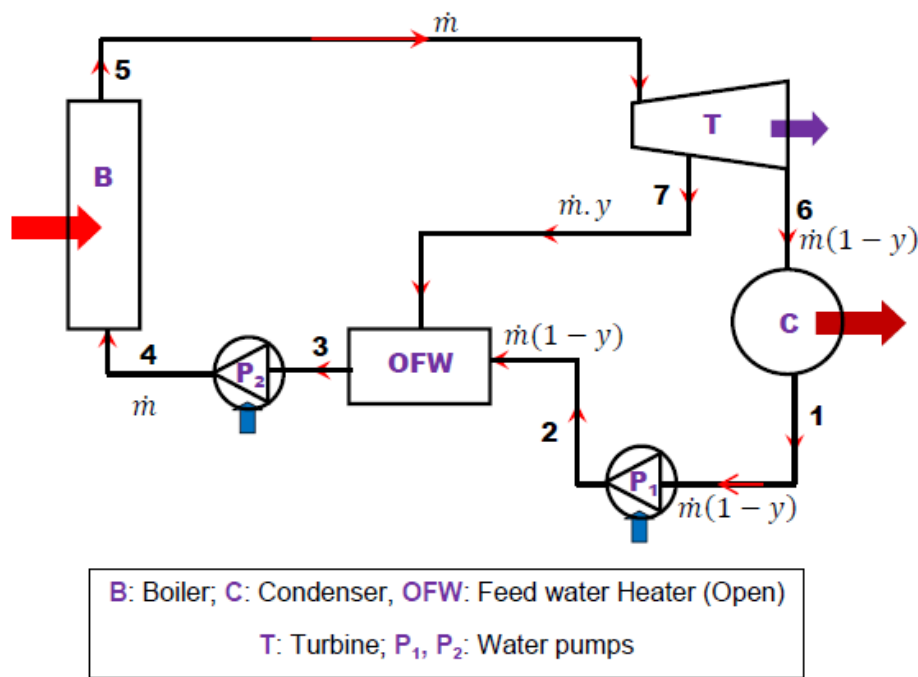 ṁ
5
T
B
7
6
ṁ.y
ṁ(1 − y)
C
4
P₂
3
OFW
ṁ(1 − y)
ṁ
2
1
P₁
ṁ(1 − y)
B: Boiler; C: Condenser, OFW: Feed water Heater (Open)
T: Turbine; P₁, P₂: Water pumps